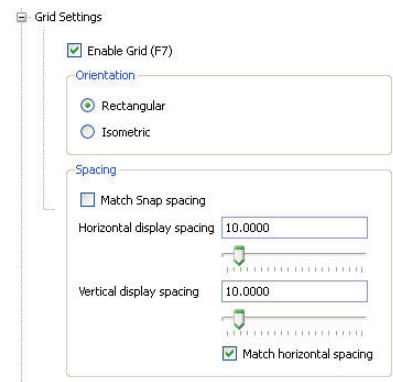 Grid Settings
Enable Grid (F7)
Orientation
Rectangular
Isometric
Spacing
Match Snap spacing
Horizontal display spacing 10.0000
Vertical display spacing 10.0000
Match horizontal spacing